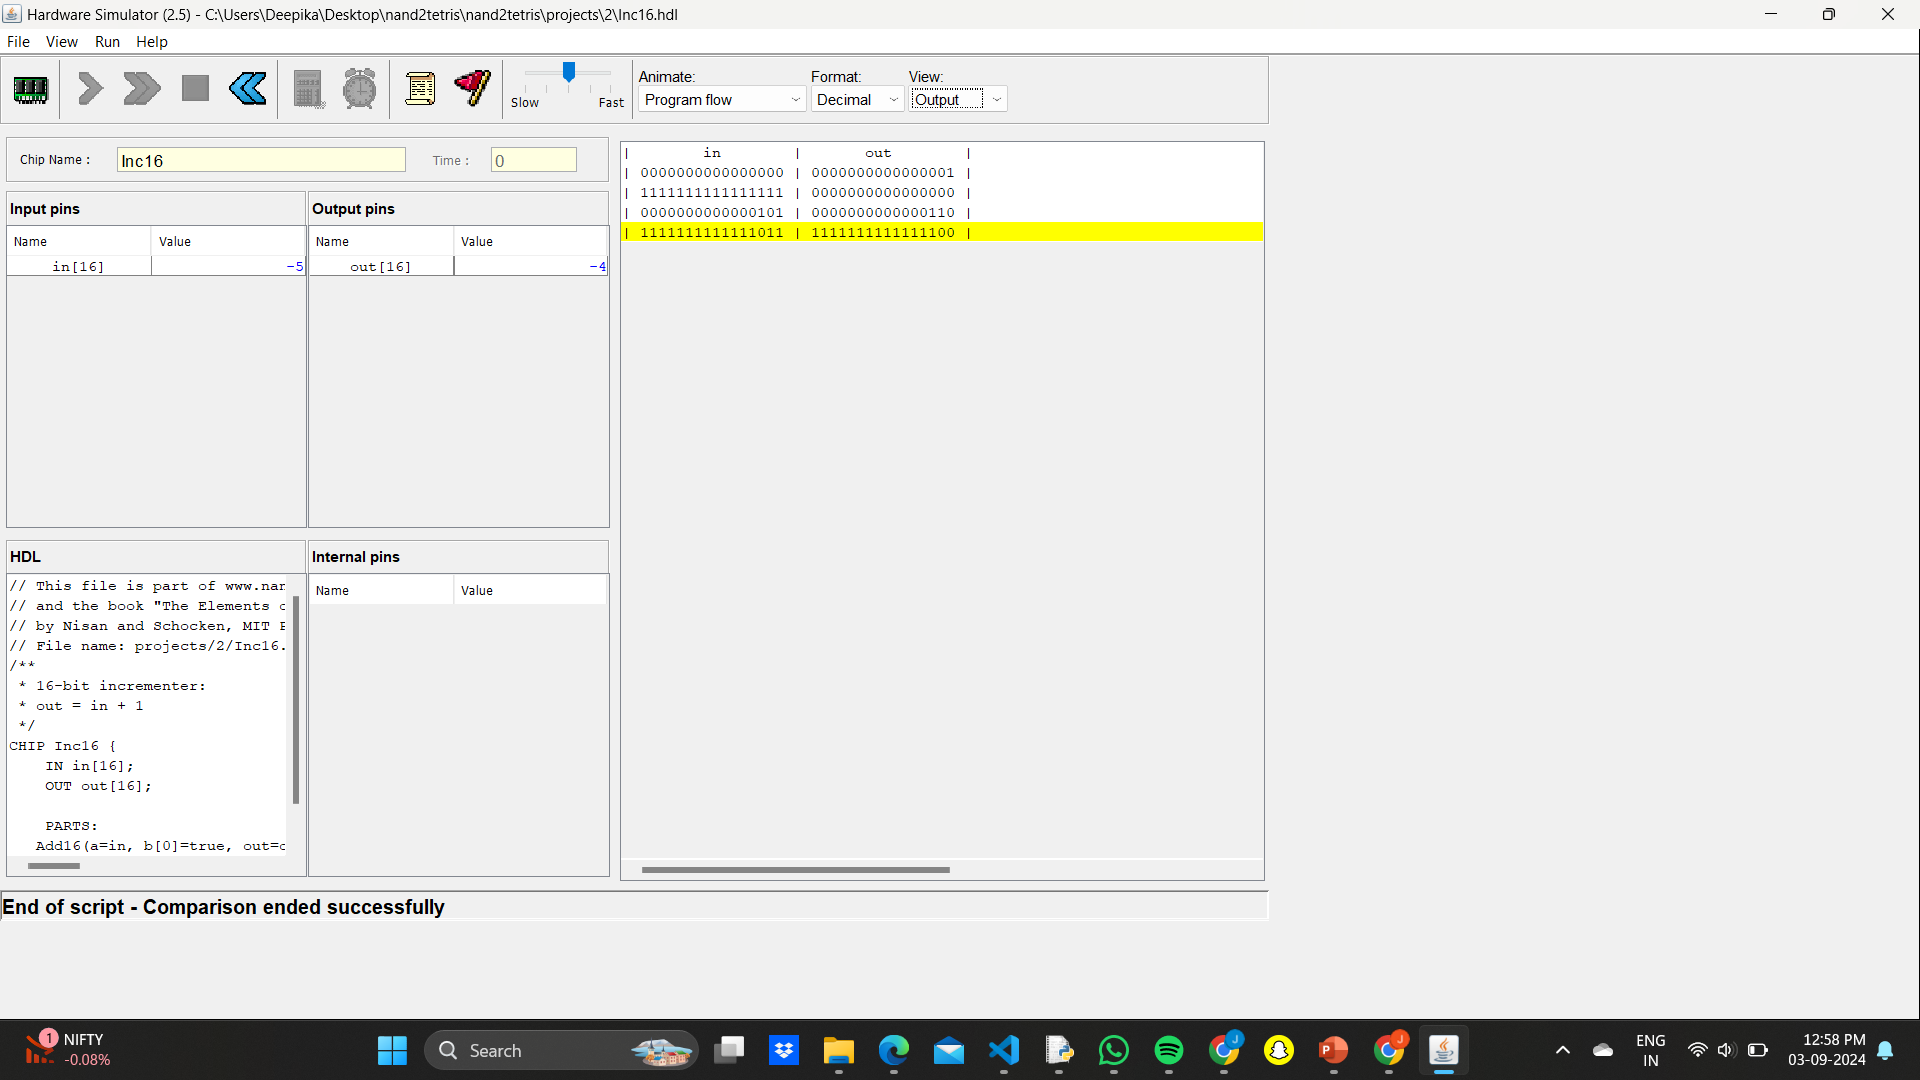 Hardware Simulator (2.5) - C:\Users\Deepika\Desktop\nand2tetris\nand2tetris\projects\2\Inc16.hdl
File View Run Help
Slow Fast
Animate: Format: View:
Program flow Decimal Output
Chip Name : Inc16 Time : 0
Input pins
Name Value
in[16] -5
Output pins
Name Value
out[16] -4
| in | out |
| 0000000000000000 | 0000000000000001 |
| 1111111111111111 | 0000000000000000 |
| 0000000000000101 | 0000000000000110 |
| 1111111111111011 | 1111111111111100 |
HDL
// This file is part of www.nan
// and the book "The Elements o
// by Nisan and Schocken, MIT P
// File name: projects/2/Inc16.
/**
* 16-bit incrementer:
* out = in + 1
*/
CHIP Inc16 {
IN in[16];
OUT out[16];
PARTS:
Add16(a=in, b[0]=true, out=o
Internal pins
Name Value
End of script - Comparison ended successfully
1 NIFTY
-0.08%
Search
J
J
ENG
IN
12:58 PM
03-09-2024